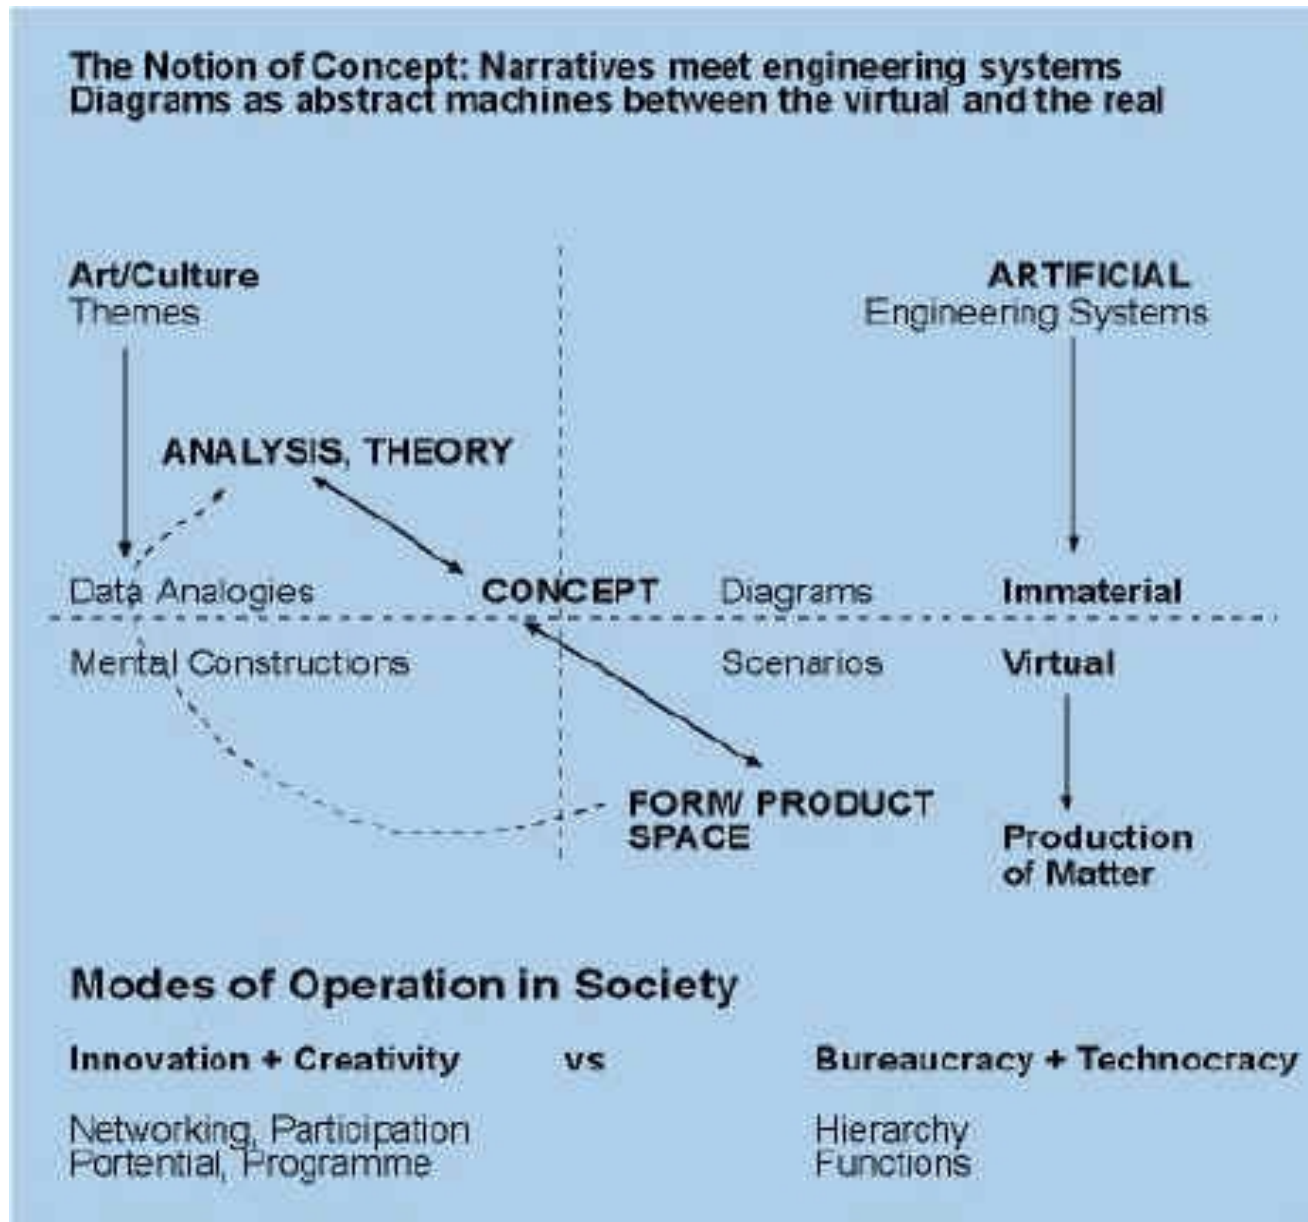 The Notion of Concept: Narratives meet engineering systems
Diagrams as abstract machines between the virtual and the real
Art/Culture
Themes
ARTIFICIAL
Engineering Systems
ANALYSIS, THEORY
Data Analogies
CONCEPT
Diagrams
Immaterial
Mental Constructions
Scenarios
Virtual
FORM/ PRODUCT
SPACE
Production
of Matter
Modes of Operation in Society
Innovation + Creativity
vs
Bureaucracy + Technocracy
Networking, Participation
Portential, Programme
Hierarchy
Functions